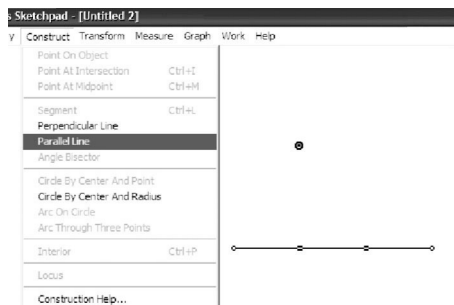 s Sketchpad - [Untitled 2]
y Construct Transform Measure Graph Work Help
Point On Object
Point At Intersection Ctrl+I
Point At Midpoint Ctrl+M
Segment Ctrl+L
Perpendicular Line
Parallel Line
Angle Bisector
Circle By Center And Point
Circle By Center And Radius
Arc On Circle
Arc Through Three Points
Interior Ctrl+P
Locus
Construction Help...